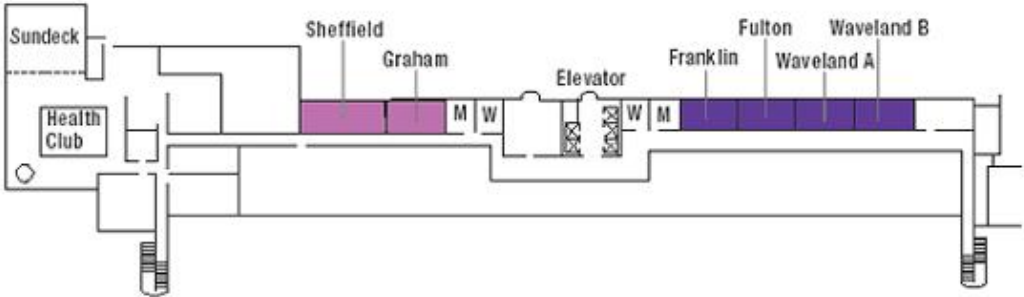 Sundeck
Sheffield
Graham
Elevator
Franklin
Fulton
Waveland A
Waveland B
Health
Club
M
W
W
M